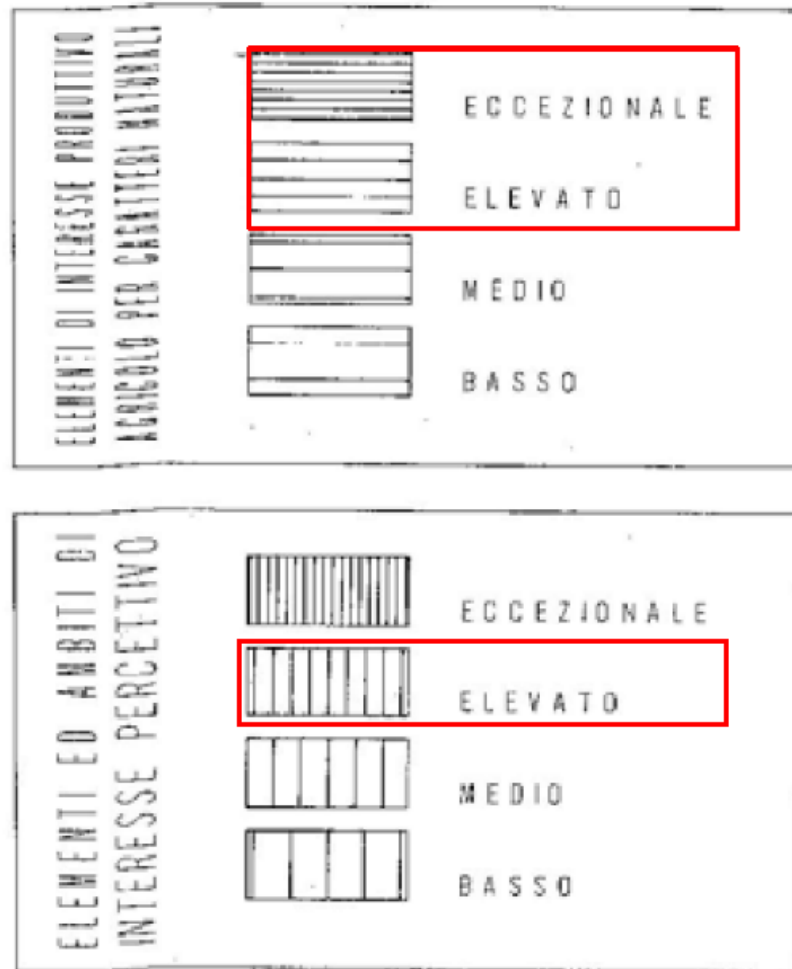 ELEMENTI DI INTERESSE PRODUTTIVO
AGRICOLO PER CARATTERI NATURALI
ECCEZIONALE
ELEVATO
MEDIO
BASSO
ELEMENTI ED AMBITI DI
INTERESSE PERCETTIVO
ECCEZIONALE
ELEVATO
MEDIO
BASSO